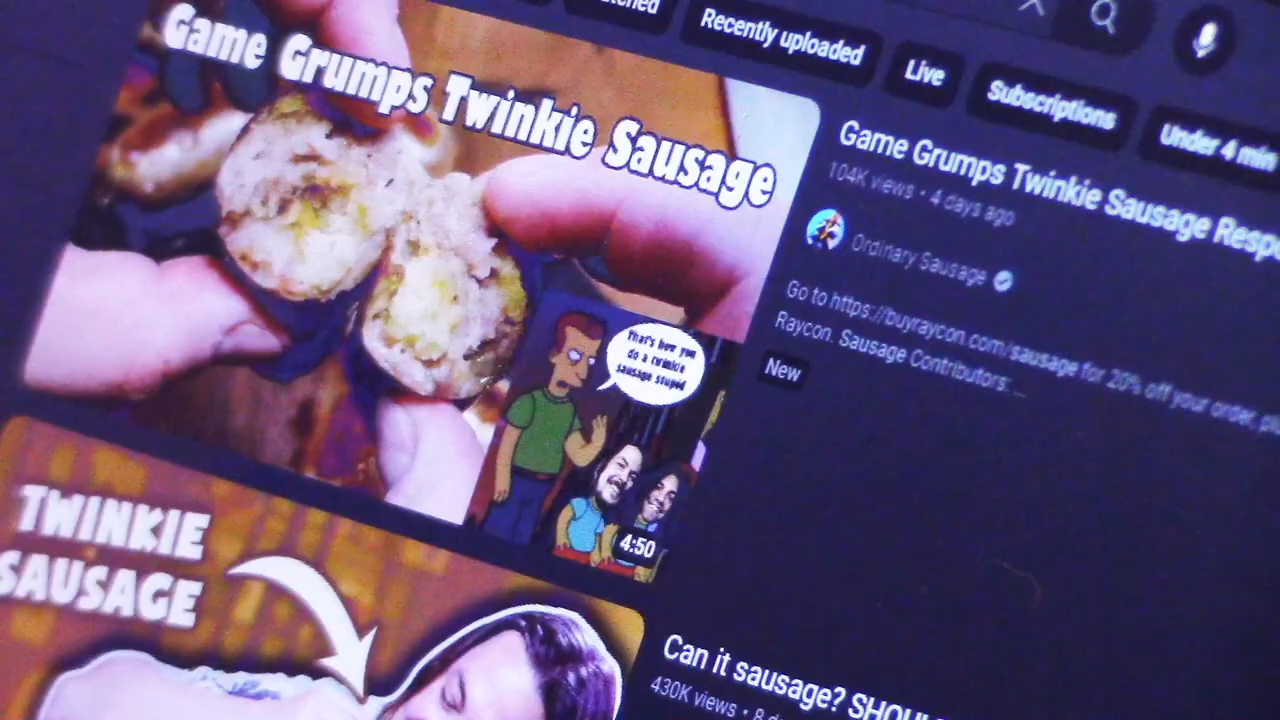 Recently uploaded
Live
Subscriptions
Under 4 min
Game Grumps Twinkie Sausage
Game Grumps Twinkie Sausage Resp
104K views • 4 days ago
Ordinary Sausage
Go to https://buyraycon.com/sausage for 20% off your order,
Raycon. Sausage Contributors:...
New
That's how you
do a twinkie
sausage stupid
4:50
TWINKIE
SAUSAGE
Can it sausage?
430K views • 8